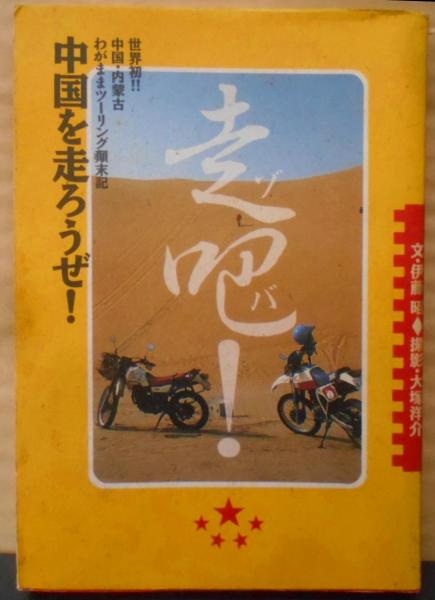 世界初!!
中国・内蒙古
わがままツーリング顛末記
中国を走ろうぜ!
走吧!
ゾバ
文・伊藤 昭◆撮影・大塚洋介